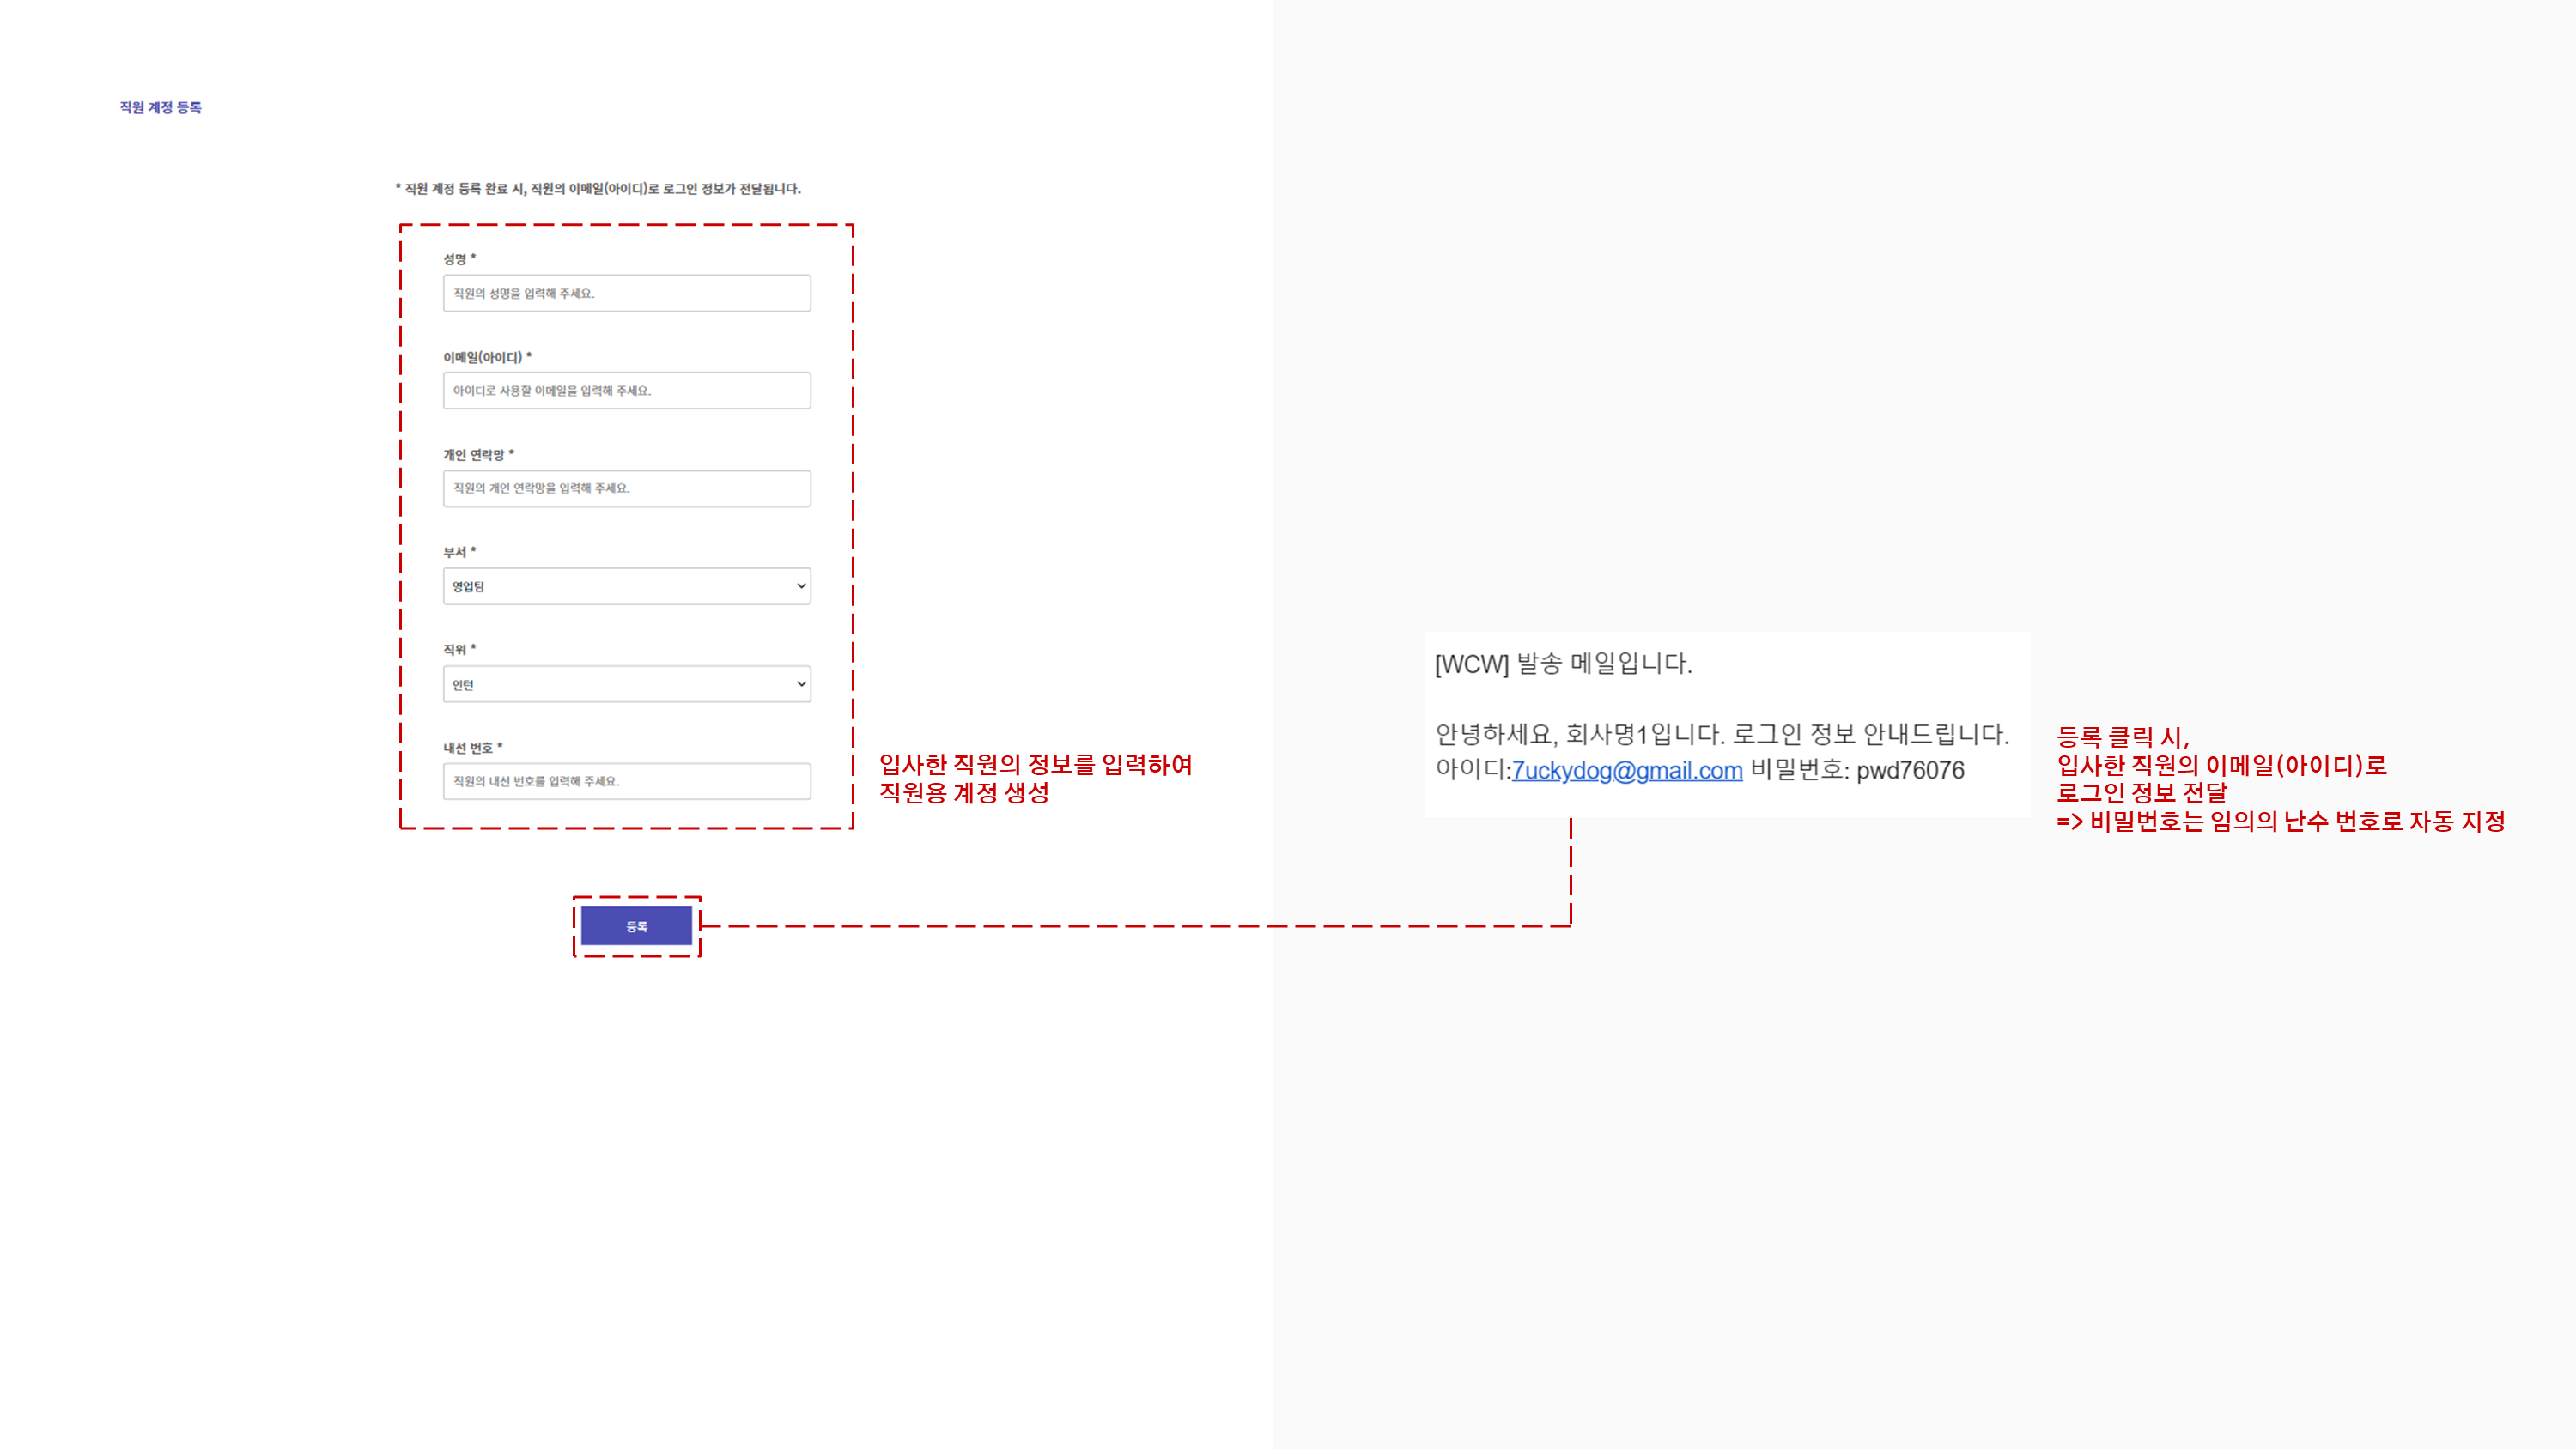 직원 계정 등록
* 직원 계정 등록 완료 시, 직원의 이메일(아이디)로 로그인 정보가 전달됩니다.
성명 *
직원의 성명을 입력해 주세요.
이메일(아이디) *
아이디로 사용할 이메일을 입력해 주세요.
개인 연락망 *
직원의 개인 연락망을 입력해 주세요.
부서 *
영업팀
직위 *
인턴
내선 번호 *
직원의 내선 번호를 입력해 주세요.
입사한 직원의 정보를 입력하여
직원용 계정 생성
등록
[WCW] 발송 메일입니다.
안녕하세요, 회사명1입니다. 로그인 정보 안내드립니다.
아이디:7uckydog@gmail.com 비밀번호: pwd76076
등록 클릭 시,
입사한 직원의 이메일(아이디)로
로그인 정보 전달
=> 비밀번호는 임의의 난수 번호로 자동 지정